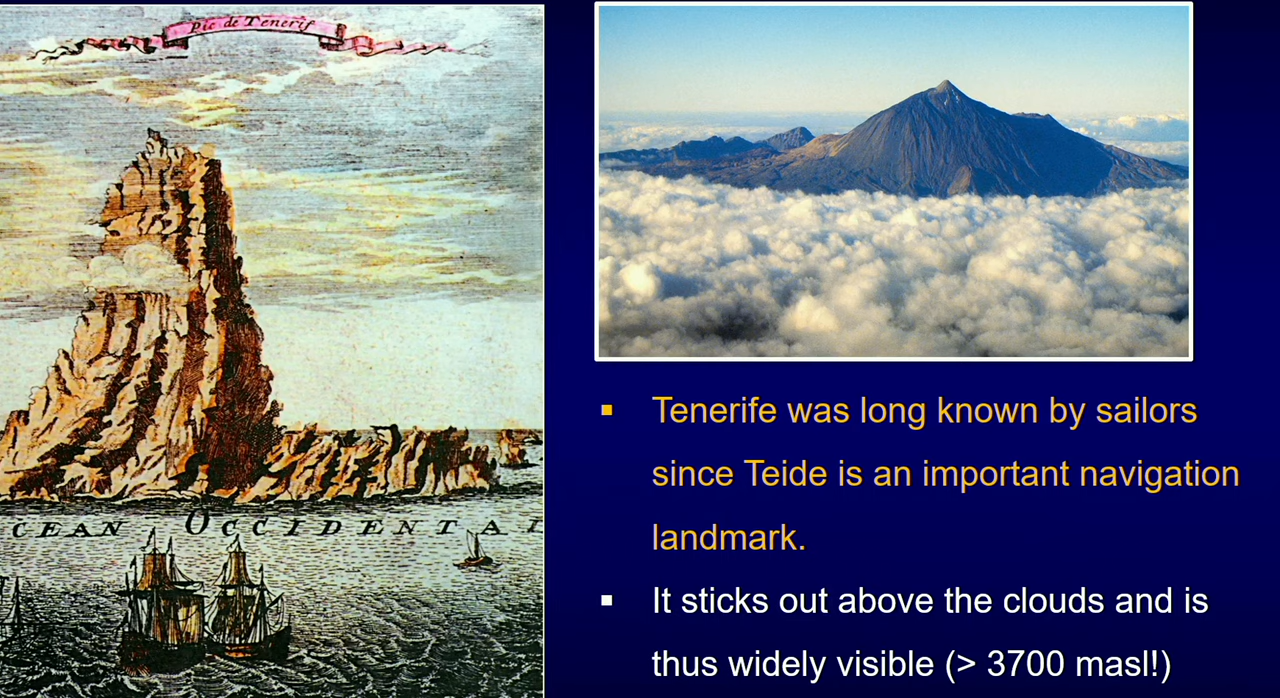 Pic de Tenerif
CEAN OCCIDENTAL
▪ Tenerife was long known by sailors
since Teide is an important navigation
landmark.
▪ It sticks out above the clouds and is
thus widely visible (> 3700 masl!)